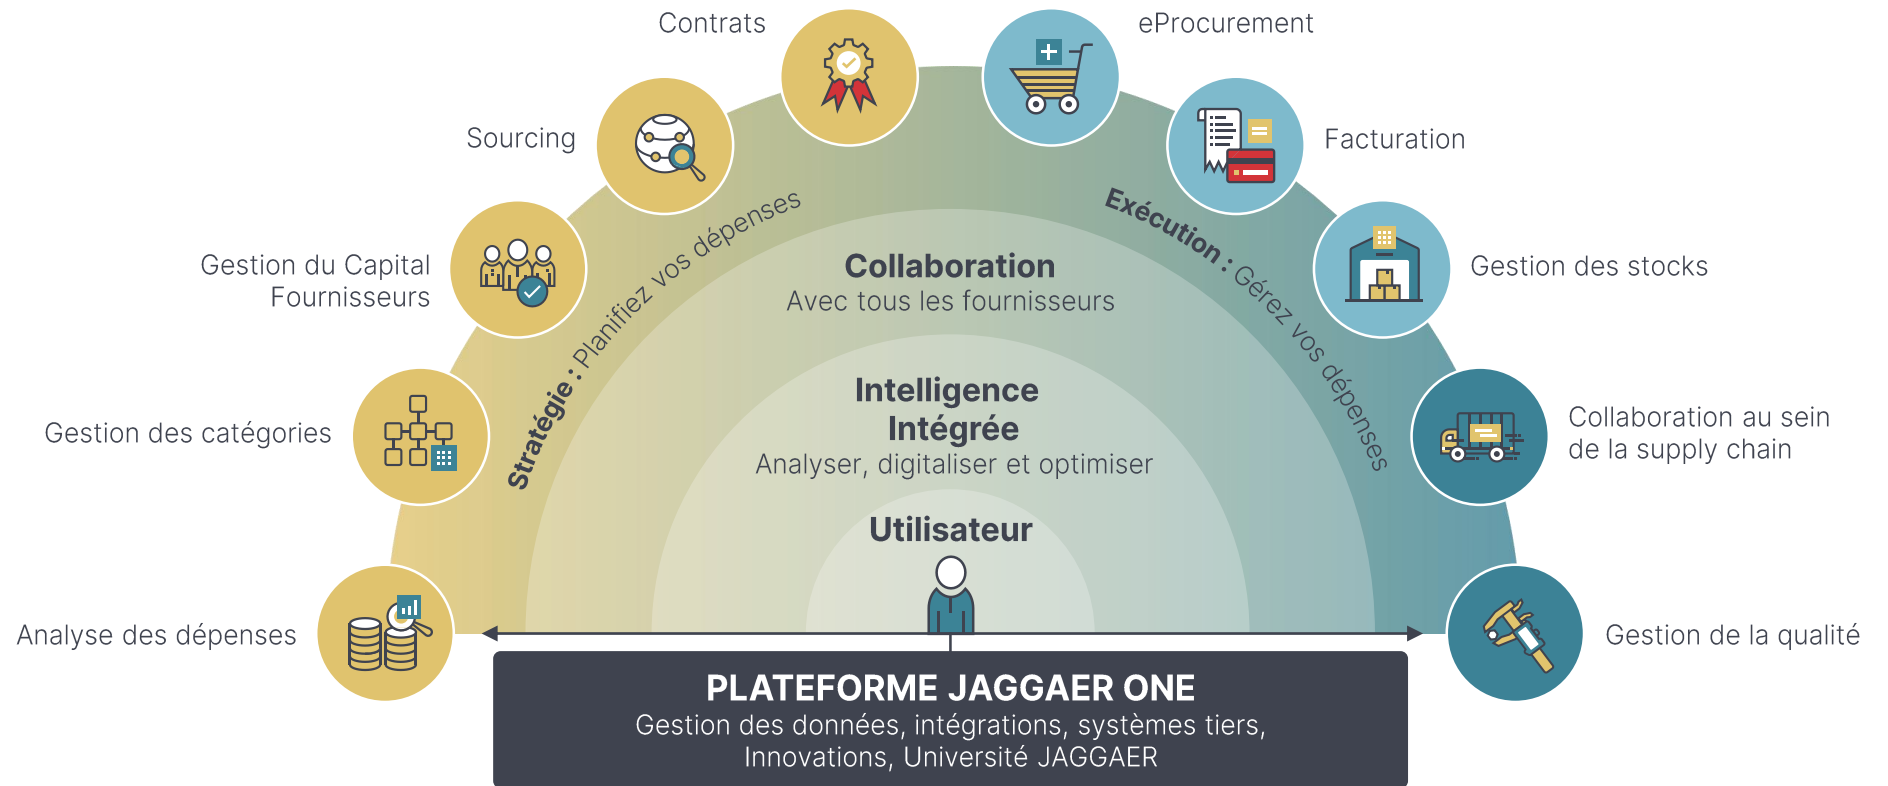 Contrats
eProcurement
Sourcing
Facturation
Gestion du Capital
Fournisseurs
Gestion des stocks
Gestion des catégories
Collaboration au sein
de la supply chain
Analyse des dépenses
Gestion de la qualité
Stratégie : Planifiez vos dépenses
Exécution : Gérez vos dépenses
Collaboration
Avec tous les fournisseurs
Intelligence
Intégrée
Analyser, digitaliser et optimiser
Utilisateur
PLATEFORME JAGGAER ONE
Gestion des données, intégrations, systèmes tiers,
Innovations, Université JAGGAER